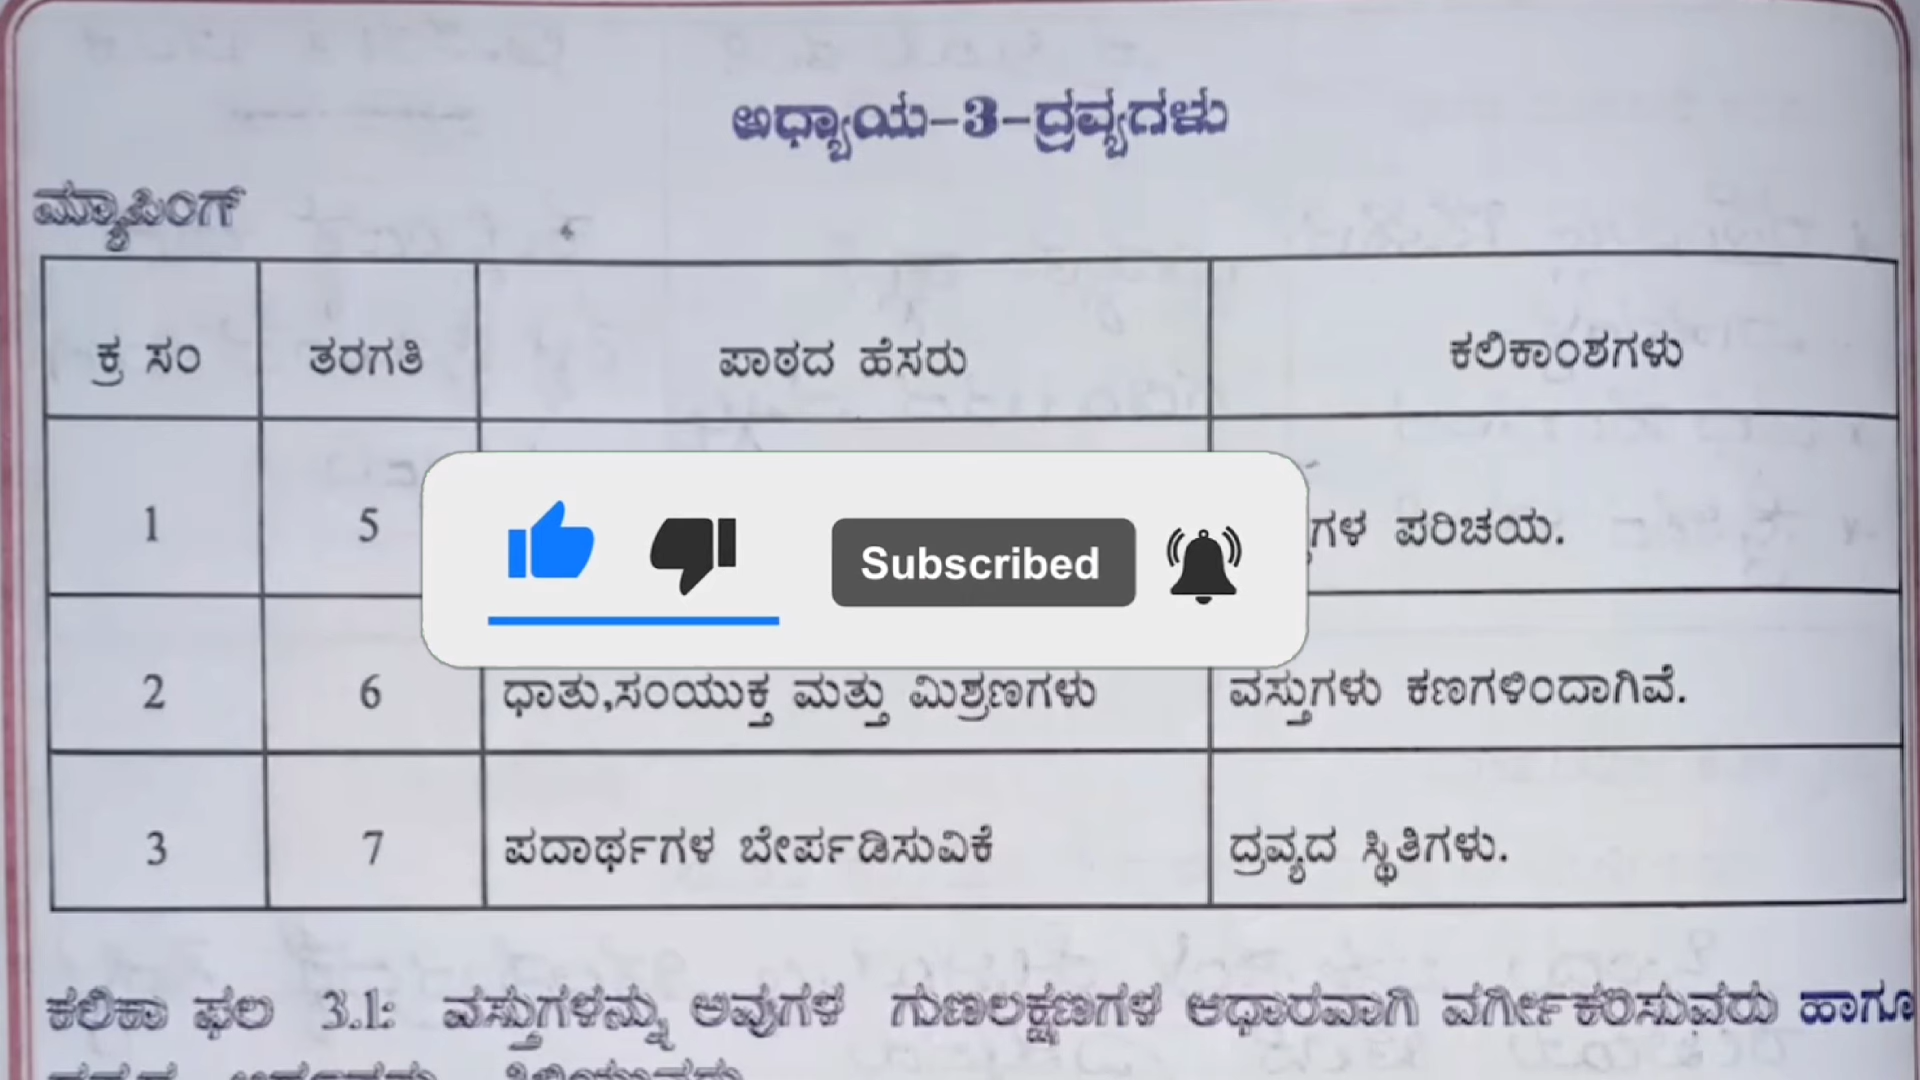 ಅಧ್ಯಾಯ-3-ದ್ರವ್ಯಗಳು
ಮ್ಯಾಪಿಂಗ್
ಕ್ರ ಸಂ ತರಗತಿ ಪಾಠದ ಹೆಸರು ಕಲಿಕಾಂಶಗಳು
1 5 ಪರಿಚಯ.
Subscribed
2 6 ಧಾತು,ಸಂಯುಕ್ತ ಮತ್ತು ಮಿಶ್ರಣಗಳು ವಸ್ತುಗಳು ಕಣಗಳಿಂದಾಗಿವೆ.
3 7 ಪದಾರ್ಥಗಳ ಬೇರ್ಪಡಿಸುವಿಕೆ ದ್ರವ್ಯದ ಸ್ಥಿತಿಗಳು.
ಕಲಿಕಾ ಫಲ 3.1: ವಸ್ತುಗಳನ್ನು ಅವುಗಳ ಗುಣಲಕ್ಷಣಗಳ ಆಧಾರವಾಗಿ ವರ್ಗೀಕರಿಸುವರು ಹಾಗೂ